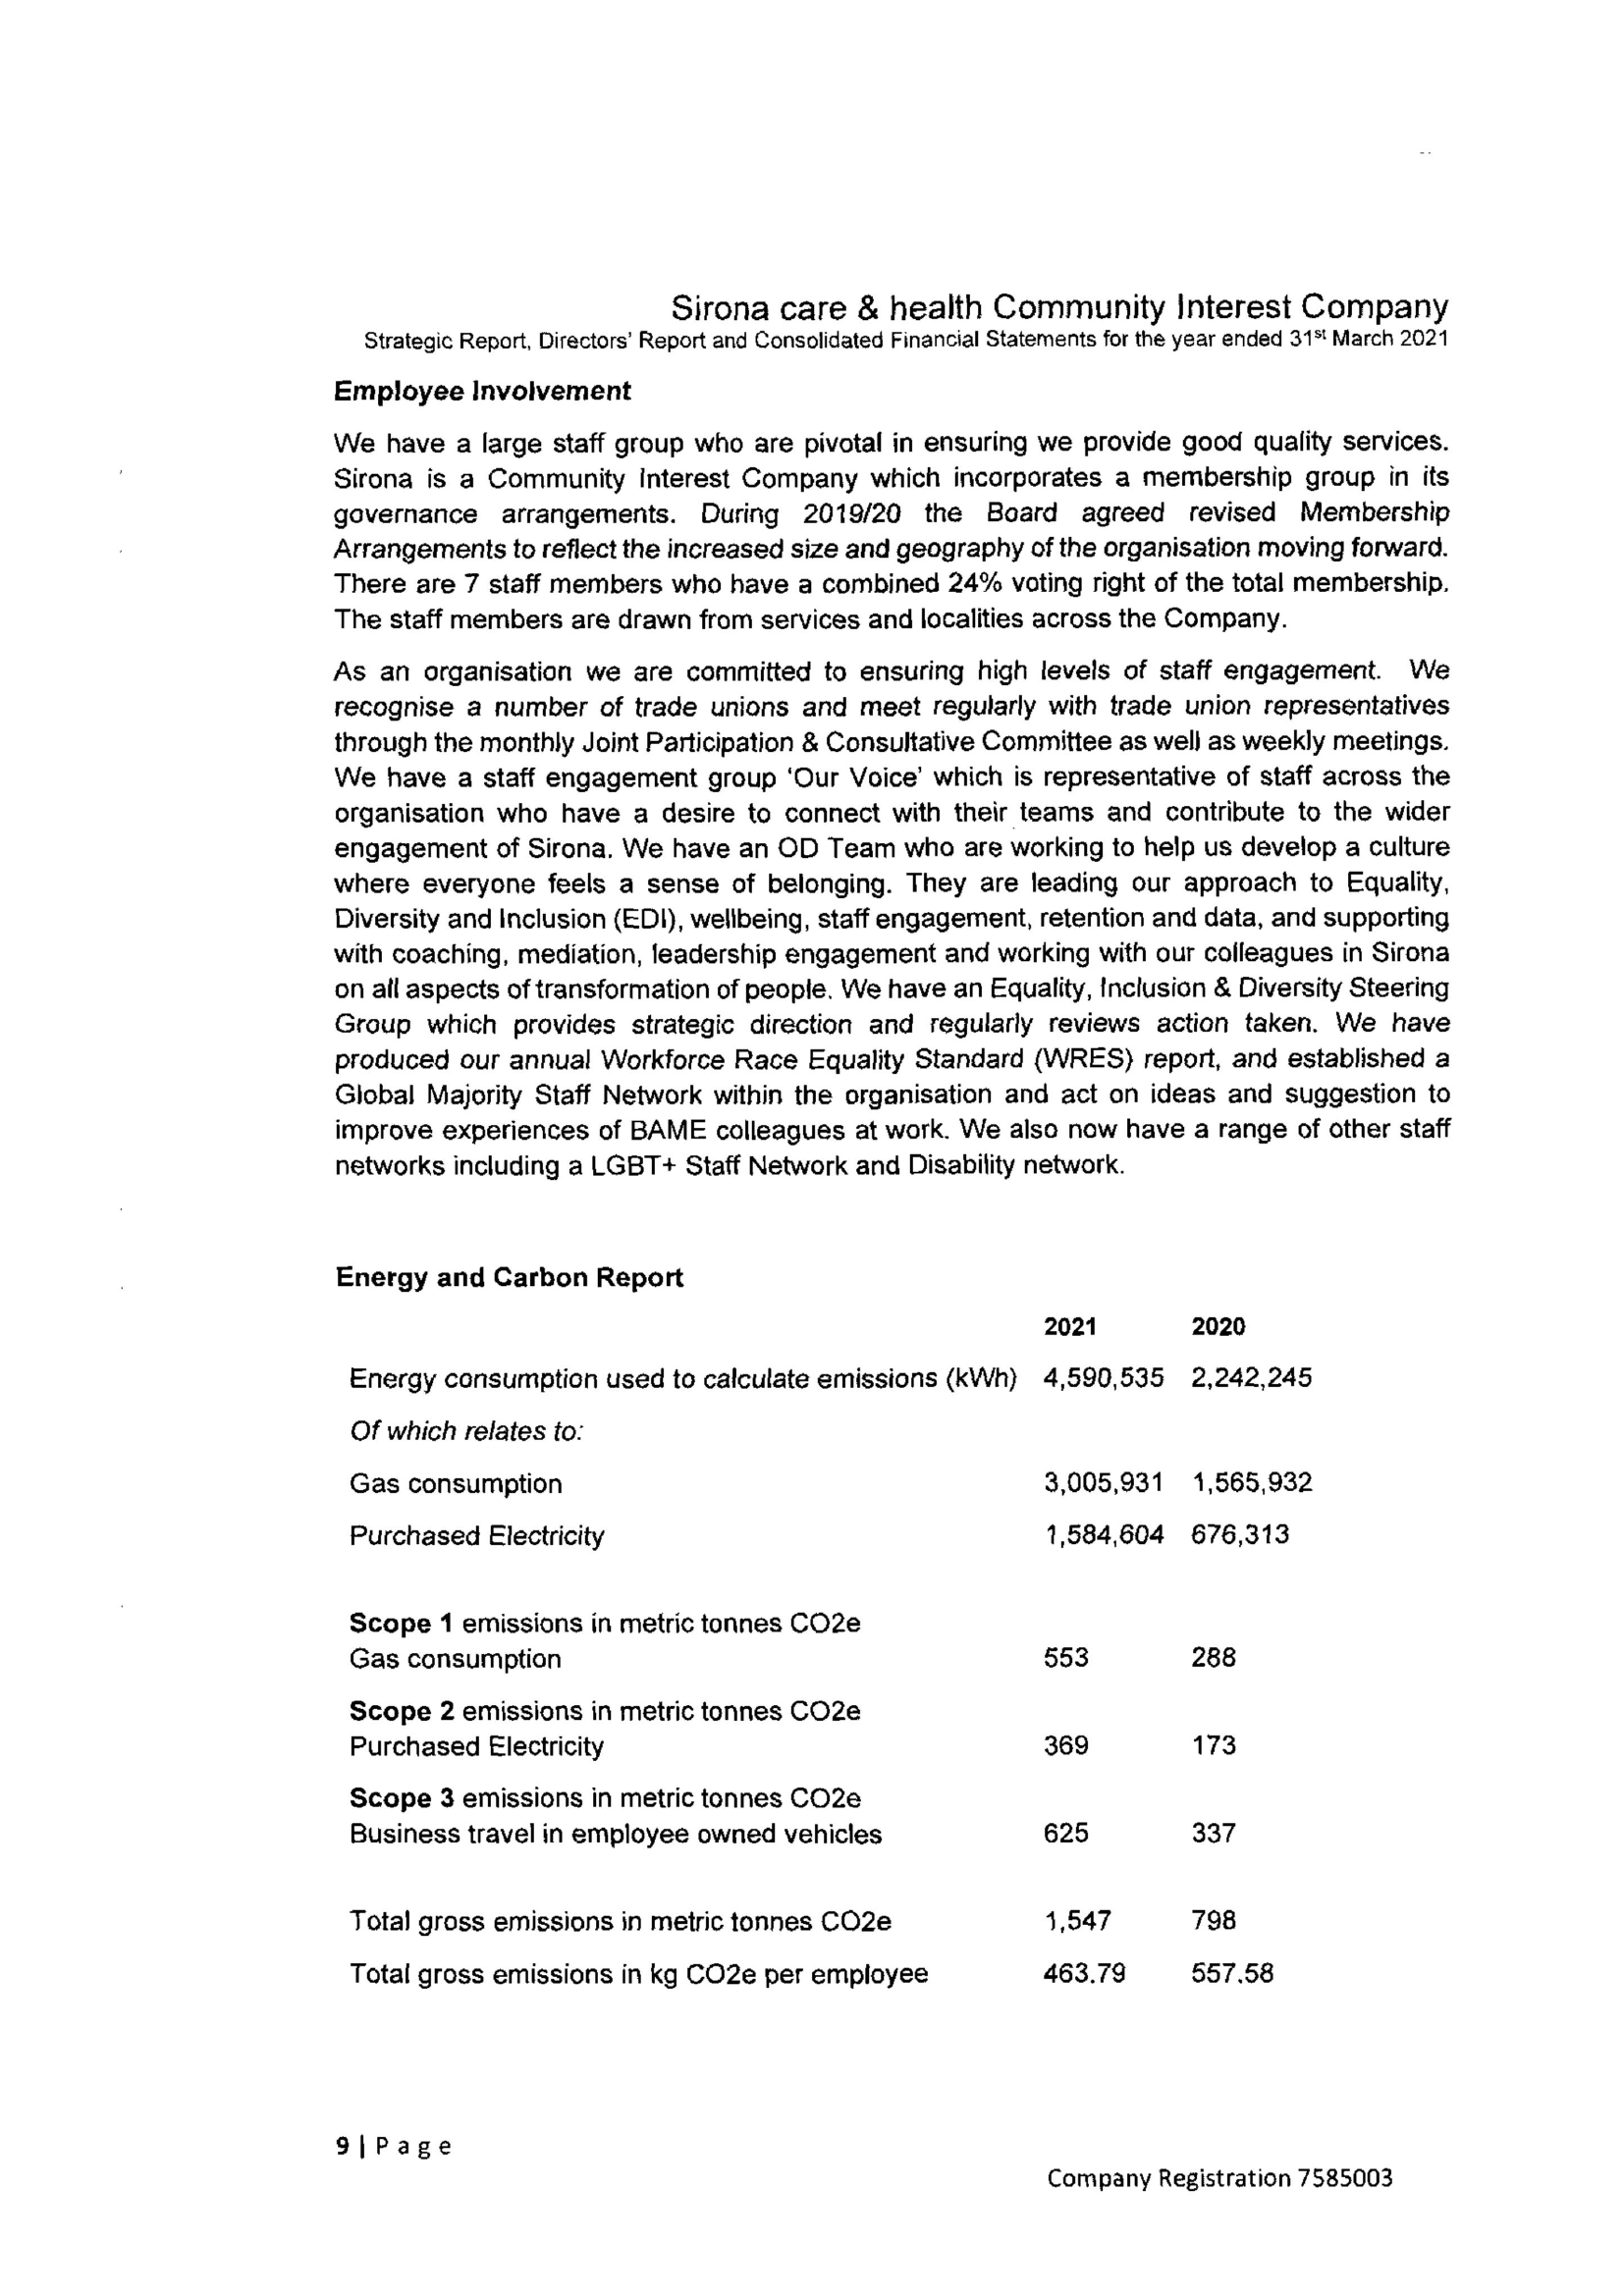 Sirona care & health Community Interest Company
Strategic Report, Directors' Report and Consolidated Financial Statements for the year ended 31st March 2021
Employee Involvement
We have a large staff group who are pivotal in ensuring we provide good quality services.
Sirona is a Community Interest Company which incorporates a membership group in its
governance arrangements. During 2019/20 the Board agreed revised Membership
Arrangements to reflect the increased size and geography of the organisation moving forward.
There are 7 staff members who have a combined 24% voting right of the total membership.
The staff members are drawn from services and localities across the Company.
As an organisation we are committed to ensuring high levels of staff engagement. We
recognise a number of trade unions and meet regularly with trade union representatives
through the monthly Joint Participation & Consultative Committee as well as weekly meetings.
We have a staff engagement group 'Our Voice' which is representative of staff across the
organisation who have a desire to connect with their teams and contribute to the wider
engagement of Sirona. We have an OD Team who are working to help us develop a culture
where everyone feels a sense of belonging. They are leading our approach to Equality,
Diversity and Inclusion (EDI), wellbeing, staff engagement, retention and data, and supporting
with coaching, mediation, leadership engagement and working with our colleagues in Sirona
on all aspects of transformation of people. We have an Equality, Inclusion & Diversity Steering
Group which provides strategic direction and regularly reviews action taken. We have
produced our annual Workforce Race Equality Standard (WRES) report, and established a
Global Majority Staff Network within the organisation and act on ideas and suggestion to
improve experiences of BAME colleagues at work. We also now have a range of other staff
networks including a LGBT+ Staff Network and Disability network.
Energy and Carbon Report
2021 2020
Energy consumption used to calculate emissions (kWh) 4,590,535 2,242,245
Of which relates to:
Gas consumption 3,005,931 1,565,932
Purchased Electricity 1,584,604 676,313
Scope 1 emissions in metric tonnes CO2e
Gas consumption 553 288
Scope 2 emissions in metric tonnes CO2e
Purchased Electricity 369 173
Scope 3 emissions in metric tonnes CO2e
Business travel in employee owned vehicles 625 337
Total gross emissions in metric tonnes CO2e 1,547 798
Total gross emissions in kg CO2e per employee 463.79 557.58
9 | Page
Company Registration 7585003